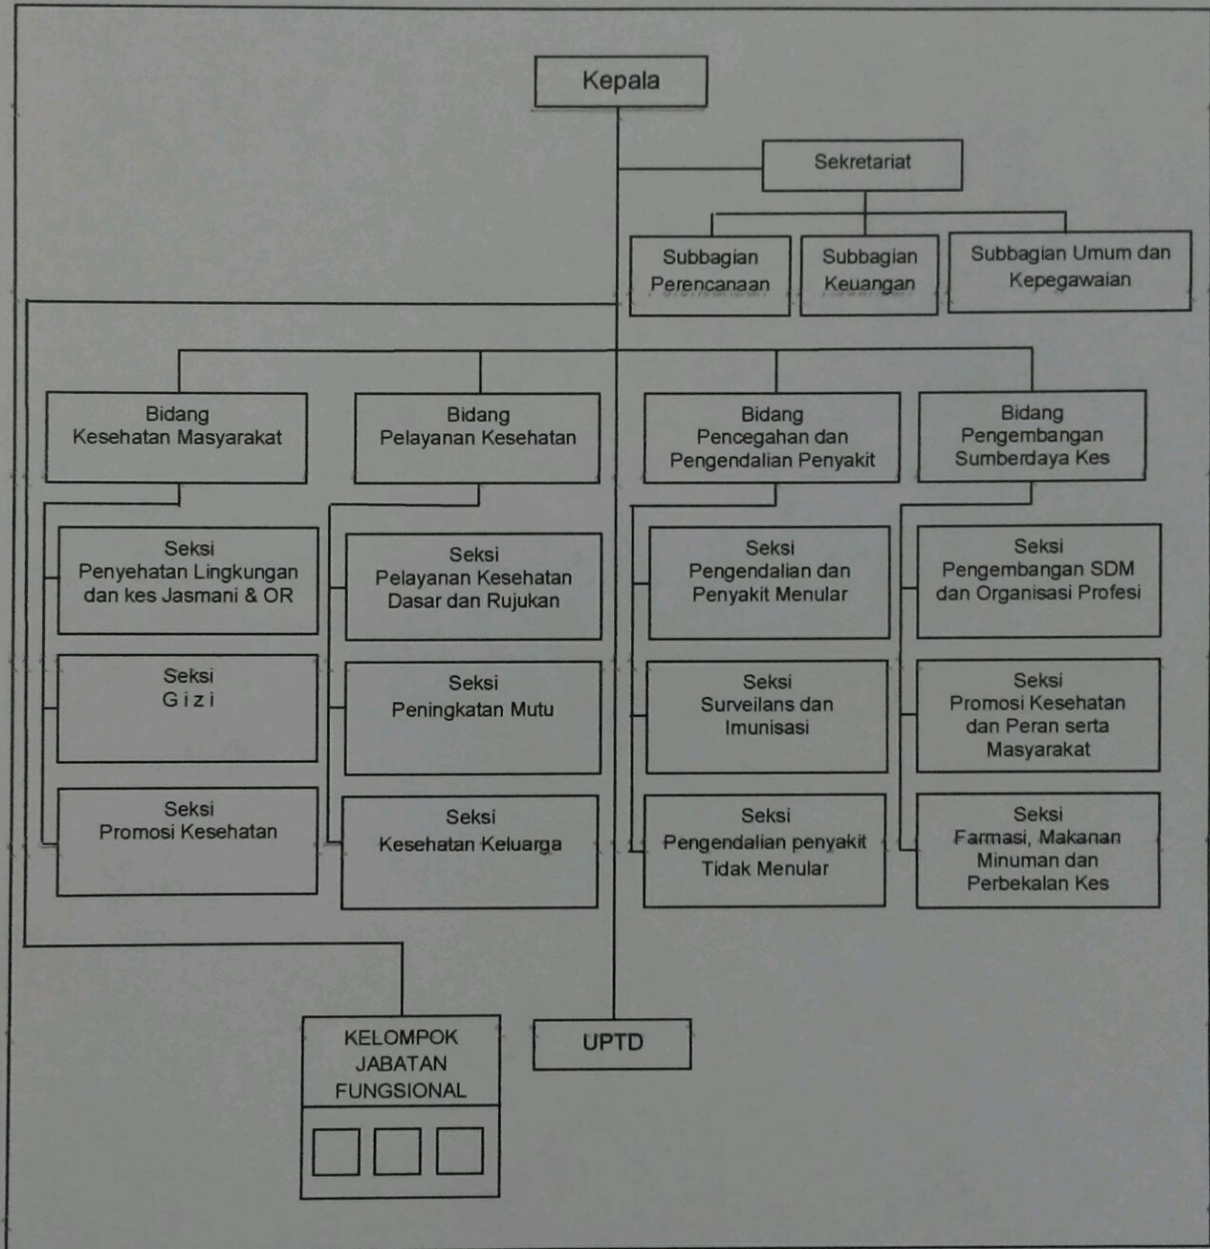 Kepala
Sekretariat
Subbagian
Perencanaan
Subbagian
Keuangan
Subbagian Umum dan
Kepegawaian
Bidang
Kesehatan Masyarakat
Bidang
Pelayanan Kesehatan
Bidang
Pencegahan dan
Pengendalian Penyakit
Bidang
Pengembangan
Sumberdaya Kes
Seksi
Penyehatan Lingkungan
dan kes Jasmani & OR
Seksi
G i z i
Seksi
Promosi Kesehatan
Seksi
Pelayanan Kesehatan
Dasar dan Rujukan
Seksi
Peningkatan Mutu
Seksi
Kesehatan Keluarga
Seksi
Pengendalian dan
Penyakit Menular
Seksi
Surveilans dan
Imunisasi
Seksi
Pengendalian penyakit
Tidak Menular
Seksi
Pengembangan SDM
dan Organisasi Profesi
Seksi
Promosi Kesehatan
dan Peran serta
Masyarakat
Seksi
Farmasi, Makanan
Minuman dan
Perbekalan Kes
KELOMPOK
JABATAN
FUNGSIONAL
UPTD